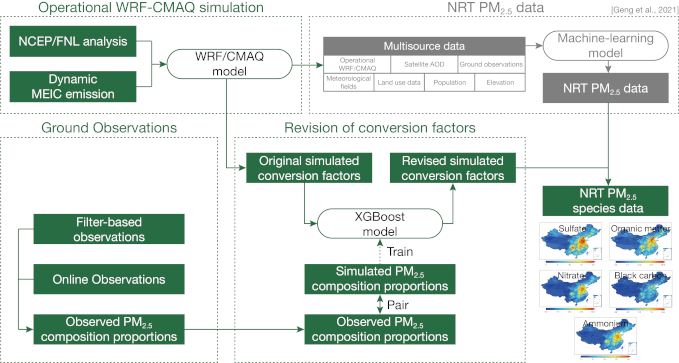 Operational WRF-CMAQ simulation
NCEP/FNL analysis
Dynamic
MEIC emission
WRF/CMAQ
model
NRT PM2.5 data
[Geng et al., 2021]
Multisource data
Operational
WRF/CMAQ
Satellite AOD
Ground observations
Meteorological
fields
Land use data
Population
Elevation
Machine-learning
model
NRT PM2.5 data
Ground Observations
Filter-based
observations
Online Observations
Observed PM2.5
composition proportions
Revision of conversion factors
Original simulated
conversion factors
Revised simulated
conversion factors
XGBoost
model
Train
Simulated PM2.5
composition proportions
Pair
Observed PM2.5
composition proportions
NRT PM2.5
species data
Sulfate
Organic matter
Nitrate
Black carbon
Ammonium